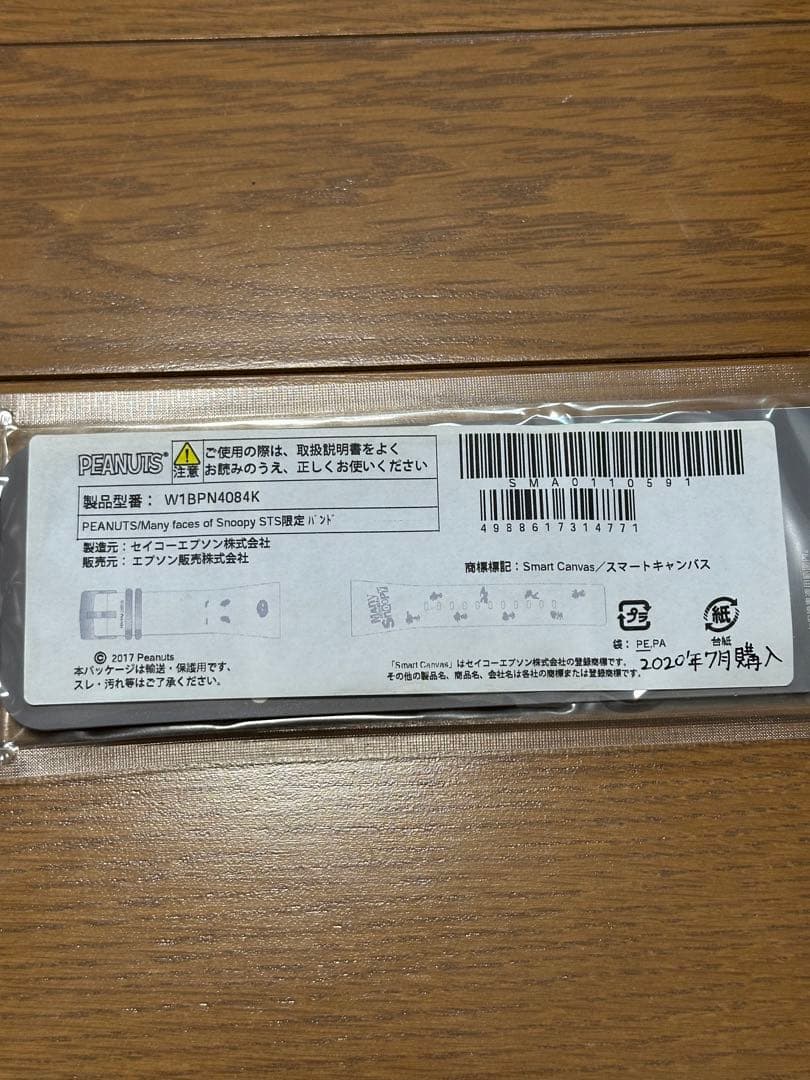 PEANUTS®
注意
ご使用の際は、取扱説明書をよく
お読みのうえ、正しくお使いください
製品型番： W1BPN4084K
PEANUTS/Many faces of Snoopy STS限定 ﾊﾞﾝﾄﾞ
製造元：セイコーエプソン株式会社
販売元：エプソン販売株式会社
SMA0110591
4988617314771
商標標記：Smart Canvas／スマートキャンバス
MANY
SNOOPY
© 2017 Peanuts
本パッケージは輸送・保護用です、
スレ・汚れ等はご了承ください。
プラ
袋：PE,PA
紙
台紙
「Smart Canvas」はセイコーエプソン株式会社の登録商標です。
その他の製品名、商品名、会社名は各社の商標または登録商標です。
2020年7月購入